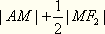 | AM | + 1/2 | MF₂ |